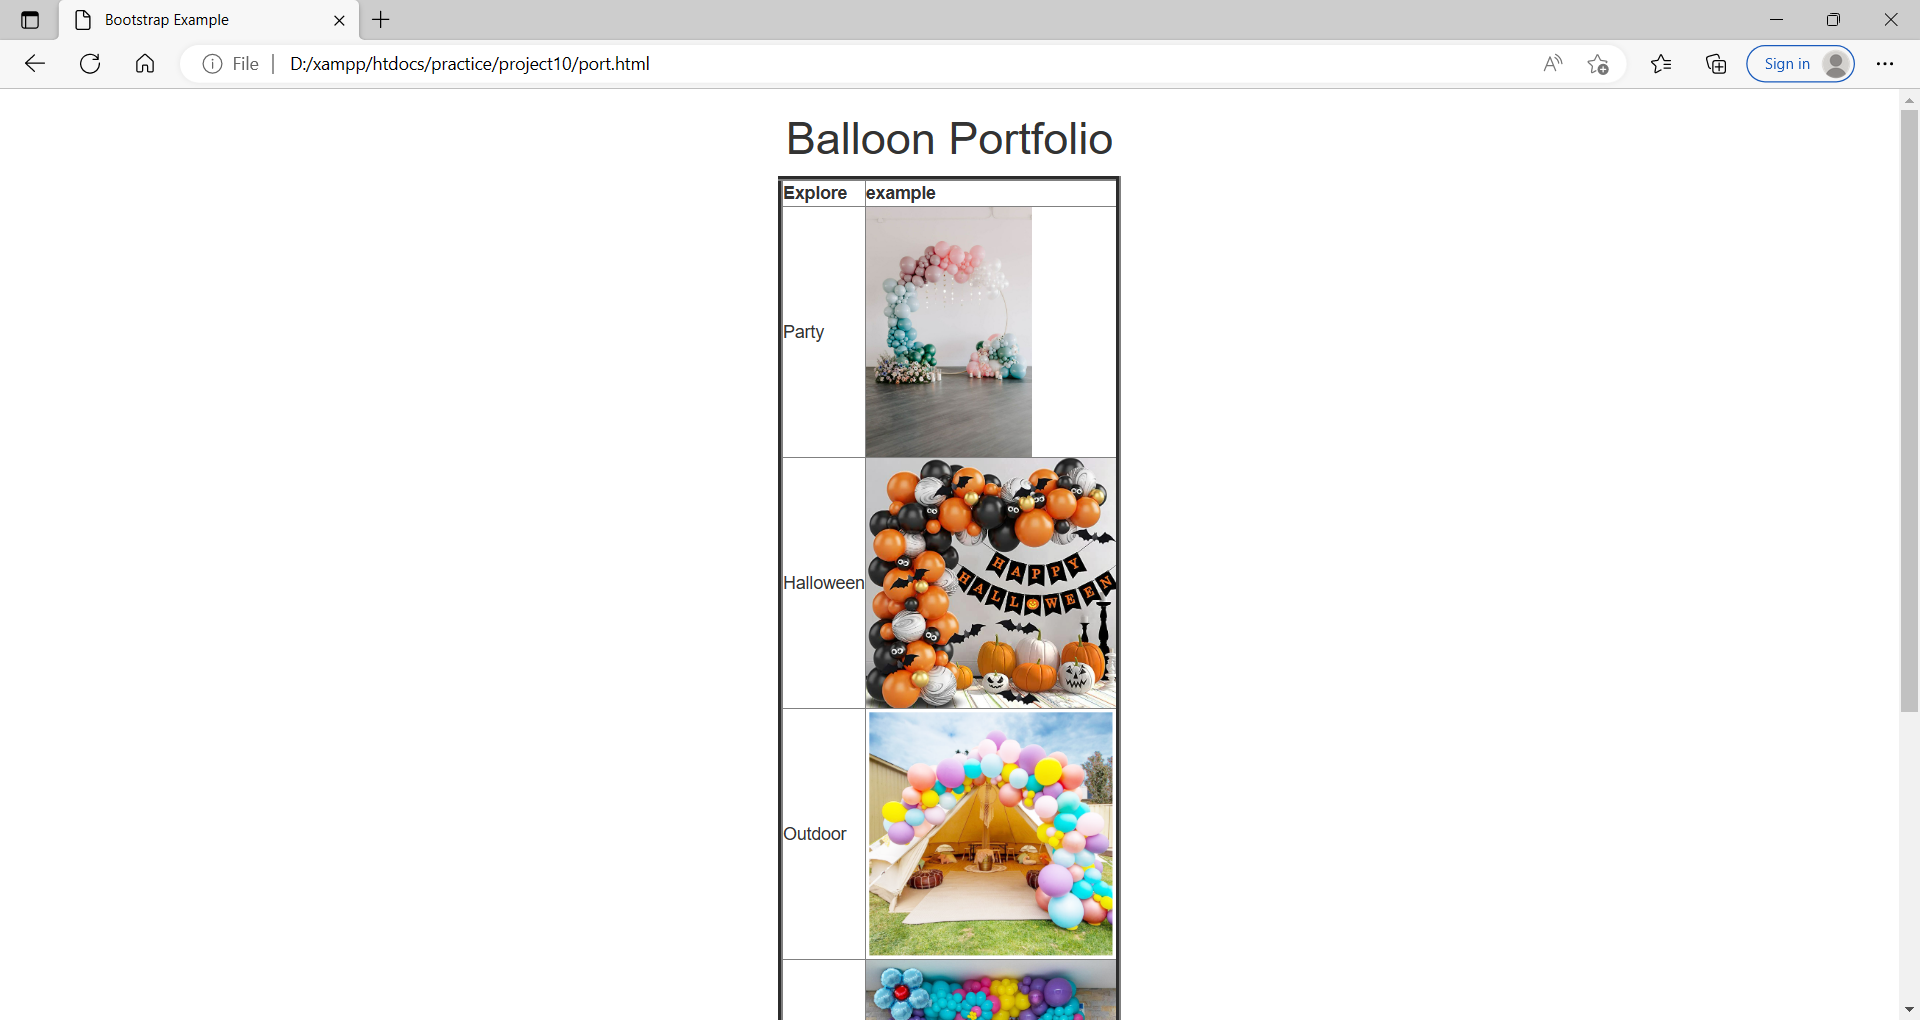 Bootstrap Example
File
D:/xampp/htdocs/practice/project10/port.html
A
Sign in
Balloon Portfolio
Explore example
Party
Halloween
HAPPY
HALLOWEEN
Outdoor